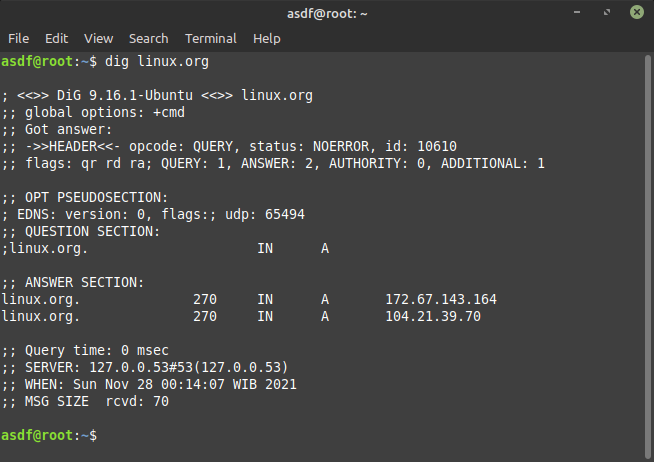 asdf@root: ~
File Edit View Search Terminal Help
asdf@root:~$ dig linux.org
; <<>> DiG 9.16.1-Ubuntu <<>> linux.org
;; global options: +cmd
;; Got answer:
;; ->>HEADER<<- opcode: QUERY, status: NOERROR, id: 10610
;; flags: qr rd ra; QUERY: 1, ANSWER: 2, AUTHORITY: 0, ADDITIONAL: 1
;; OPT PSEUDOSECTION:
; EDNS: version: 0, flags:; udp: 65494
;; QUESTION SECTION:
;linux.org. IN A
;; ANSWER SECTION:
linux.org. 270 IN A 172.67.143.164
linux.org. 270 IN A 104.21.39.70
;; Query time: 0 msec
;; SERVER: 127.0.0.53#53(127.0.0.53)
;; WHEN: Sun Nov 28 00:14:07 WIB 2021
;; MSG SIZE  rcvd: 70
asdf@root:~$